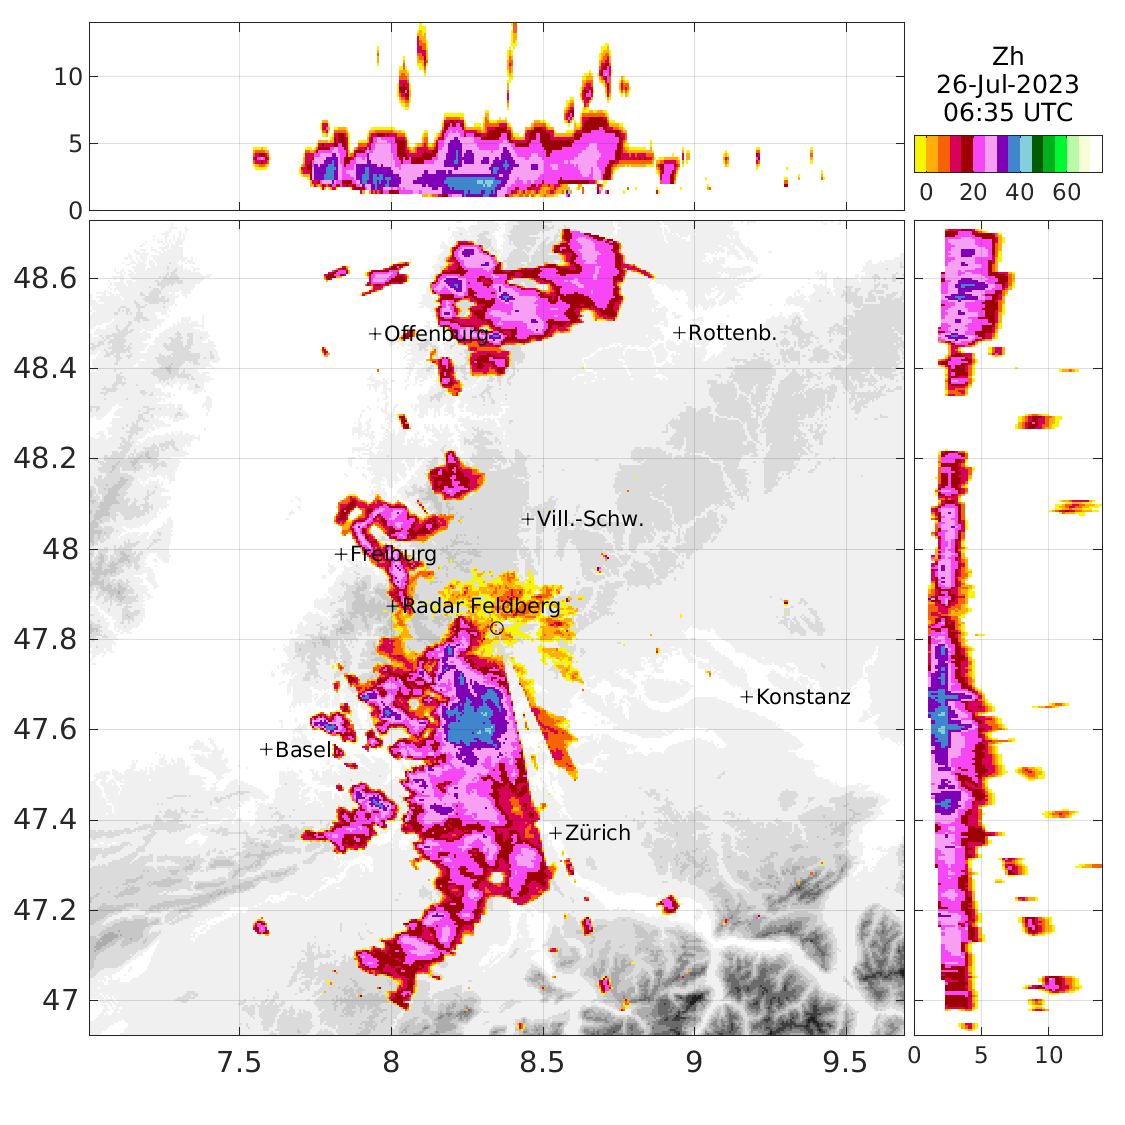 Zh
26-Jul-2023
06:35 UTC
0 20 40 60
10
5
0
48.6
48.4
48.2
48
47.8
47.6
47.4
47.2
47
+Offenburg
+Rottenb.
+Vill.-Schw.
+Freiburg
+Radar Feldberg
+Konstanz
+Basel
+Zürich
7.5 8 8.5 9 9.5
0 5 10